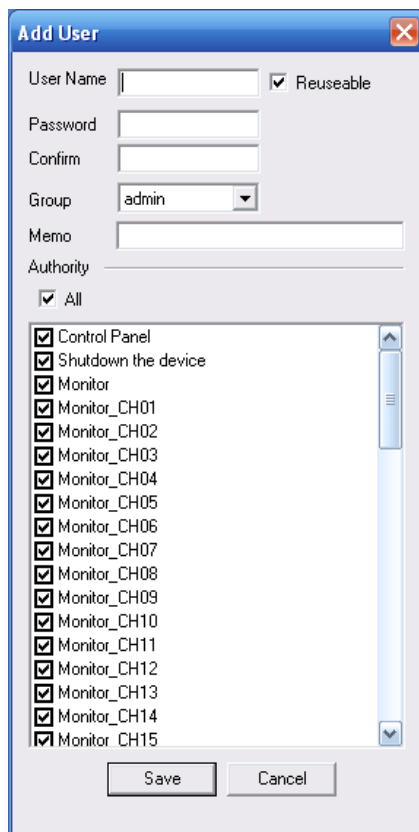 Add User
User Name Reuseable
Password
Confirm
Group admin
Memo
Authority
All
Control Panel
Shutdown the device
Monitor
Monitor_CH01
Monitor_CH02
Monitor_CH03
Monitor_CH04
Monitor_CH05
Monitor_CH06
Monitor_CH07
Monitor_CH08
Monitor_CH09
Monitor_CH10
Monitor_CH11
Monitor_CH12
Monitor_CH13
Monitor_CH14
Monitor_CH15
Save Cancel